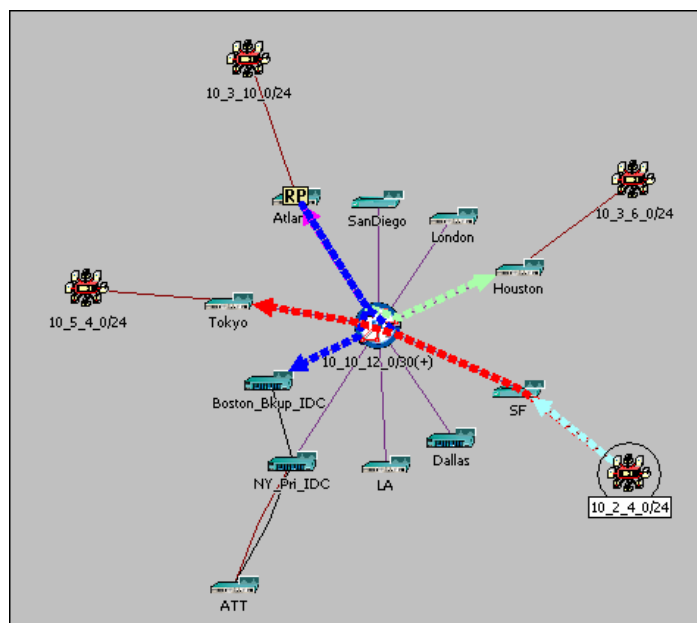 10_3_10_0/24
RP
Atlan
SanDiego
London
10_3_6_0/24
Houston
10_5_4_0/24
Tokyo
10_10_12_0/30(+)
Boston_Bkup_IDC
SF
Dallas
NY_Pri_IDC
LA
10_2_4_0/24
ATT